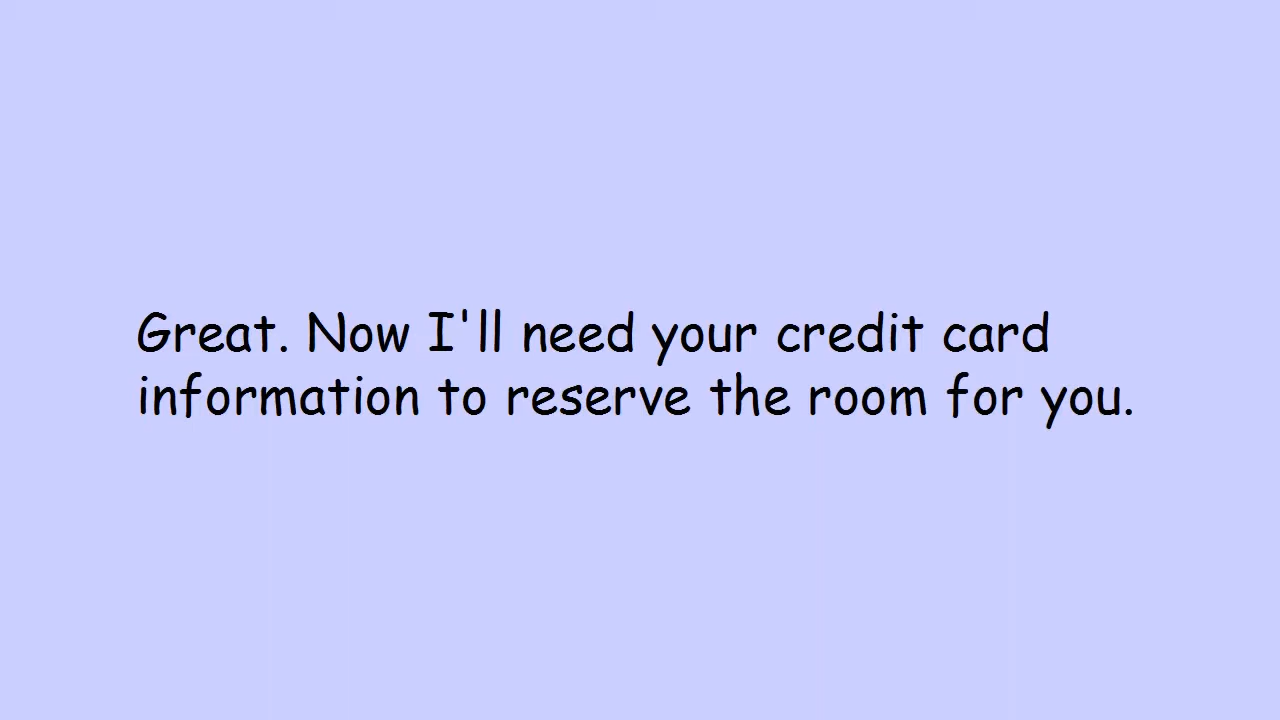 Great. Now I'll need your credit card
information to reserve the room for you.